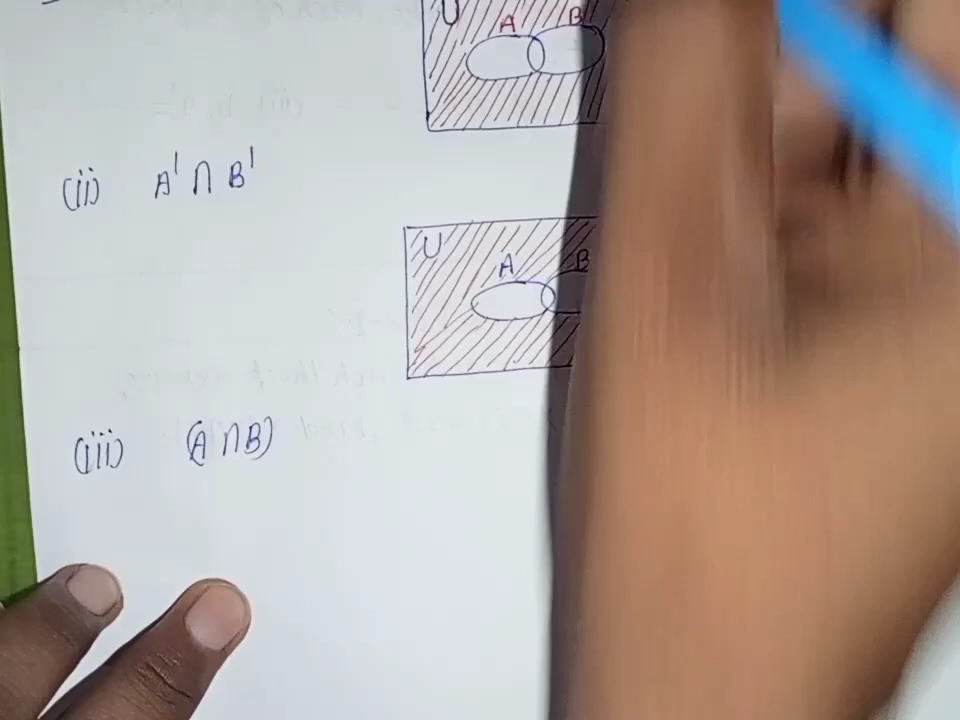 U A B
(ii) A' ∩ B'
U A B
(iii) (A ∩ B)